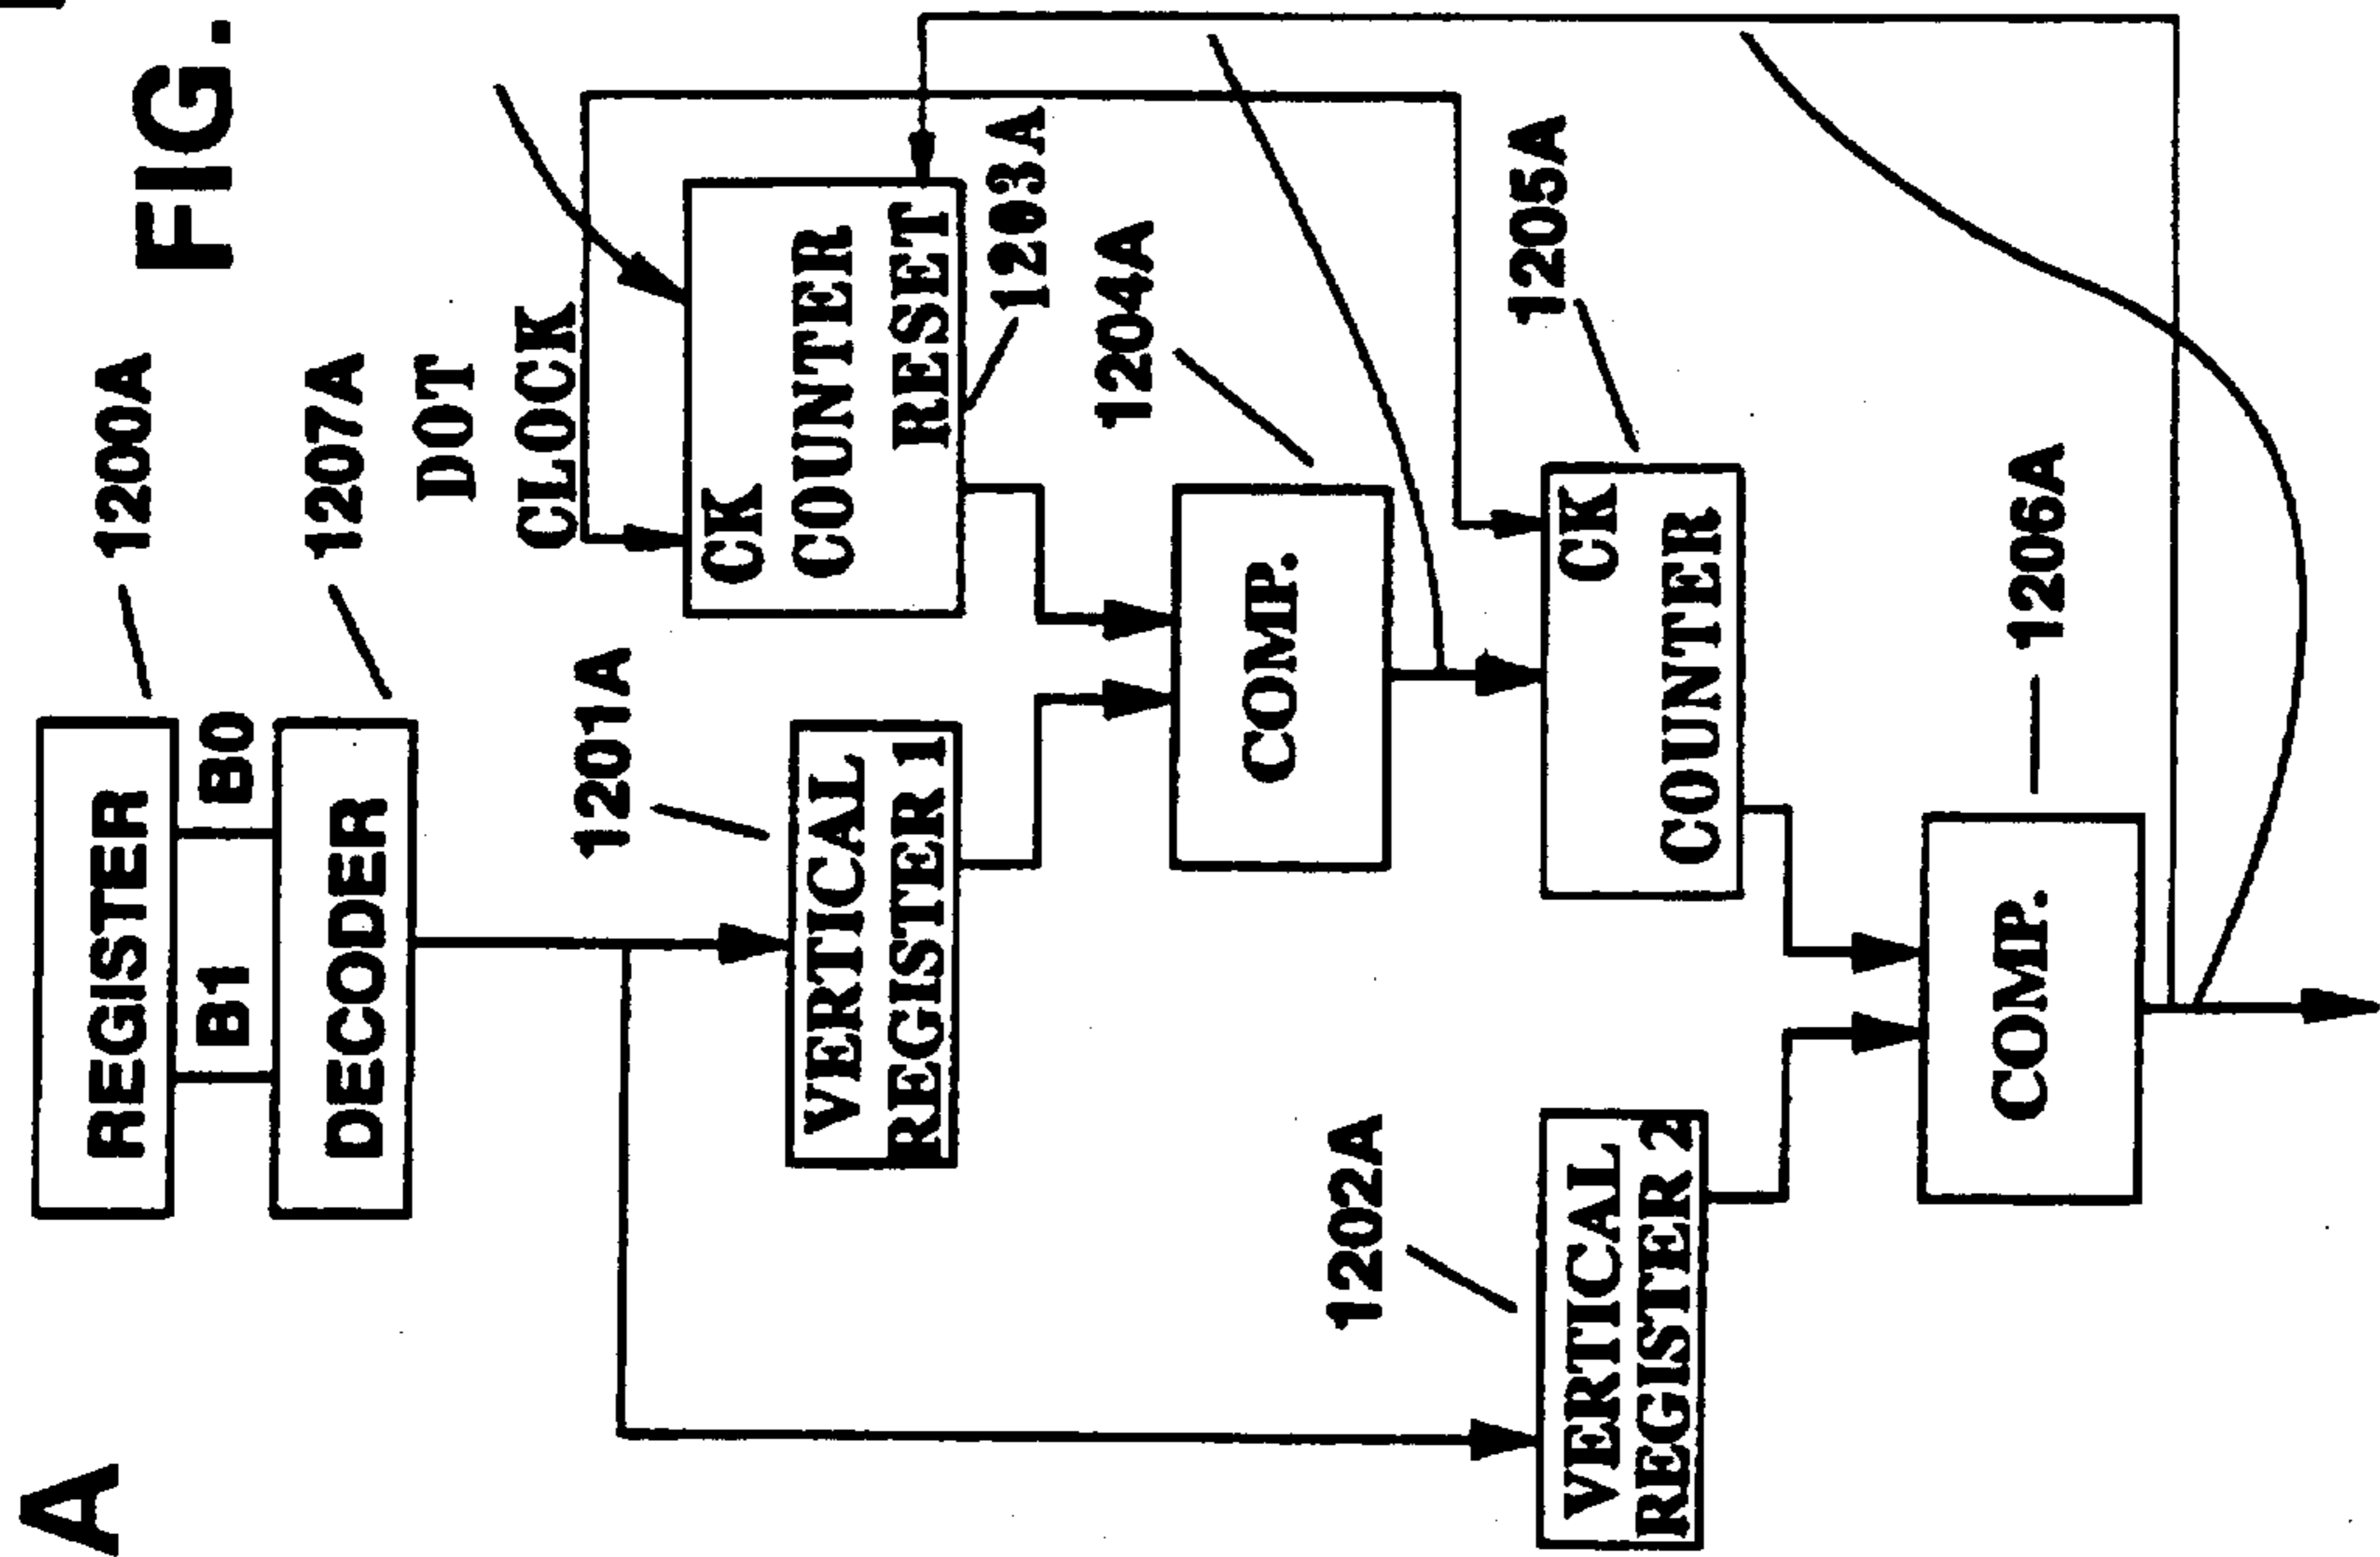 A
FIG.
REGISTER
1200A
B1
B0
DECODER
1207A
DOT
CLOCK
1201A
VERTICAL
REGISTER 1
CK
COUNTER
RESET
1203A
1204A
COMP.
1202A
VERTICAL
REGISTER 2
1205A
CK
COUNTER
1206A
COMP.